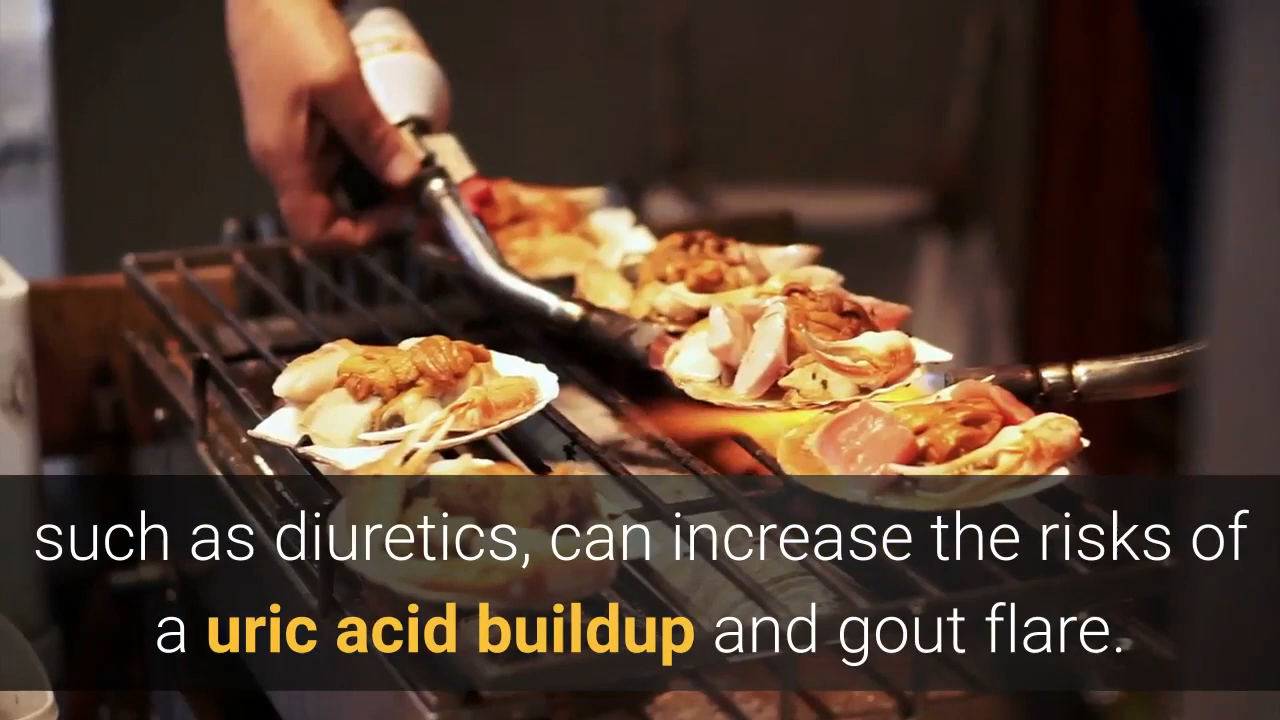 such as diuretics, can increase the risks of
a uric acid buildup and gout flare.